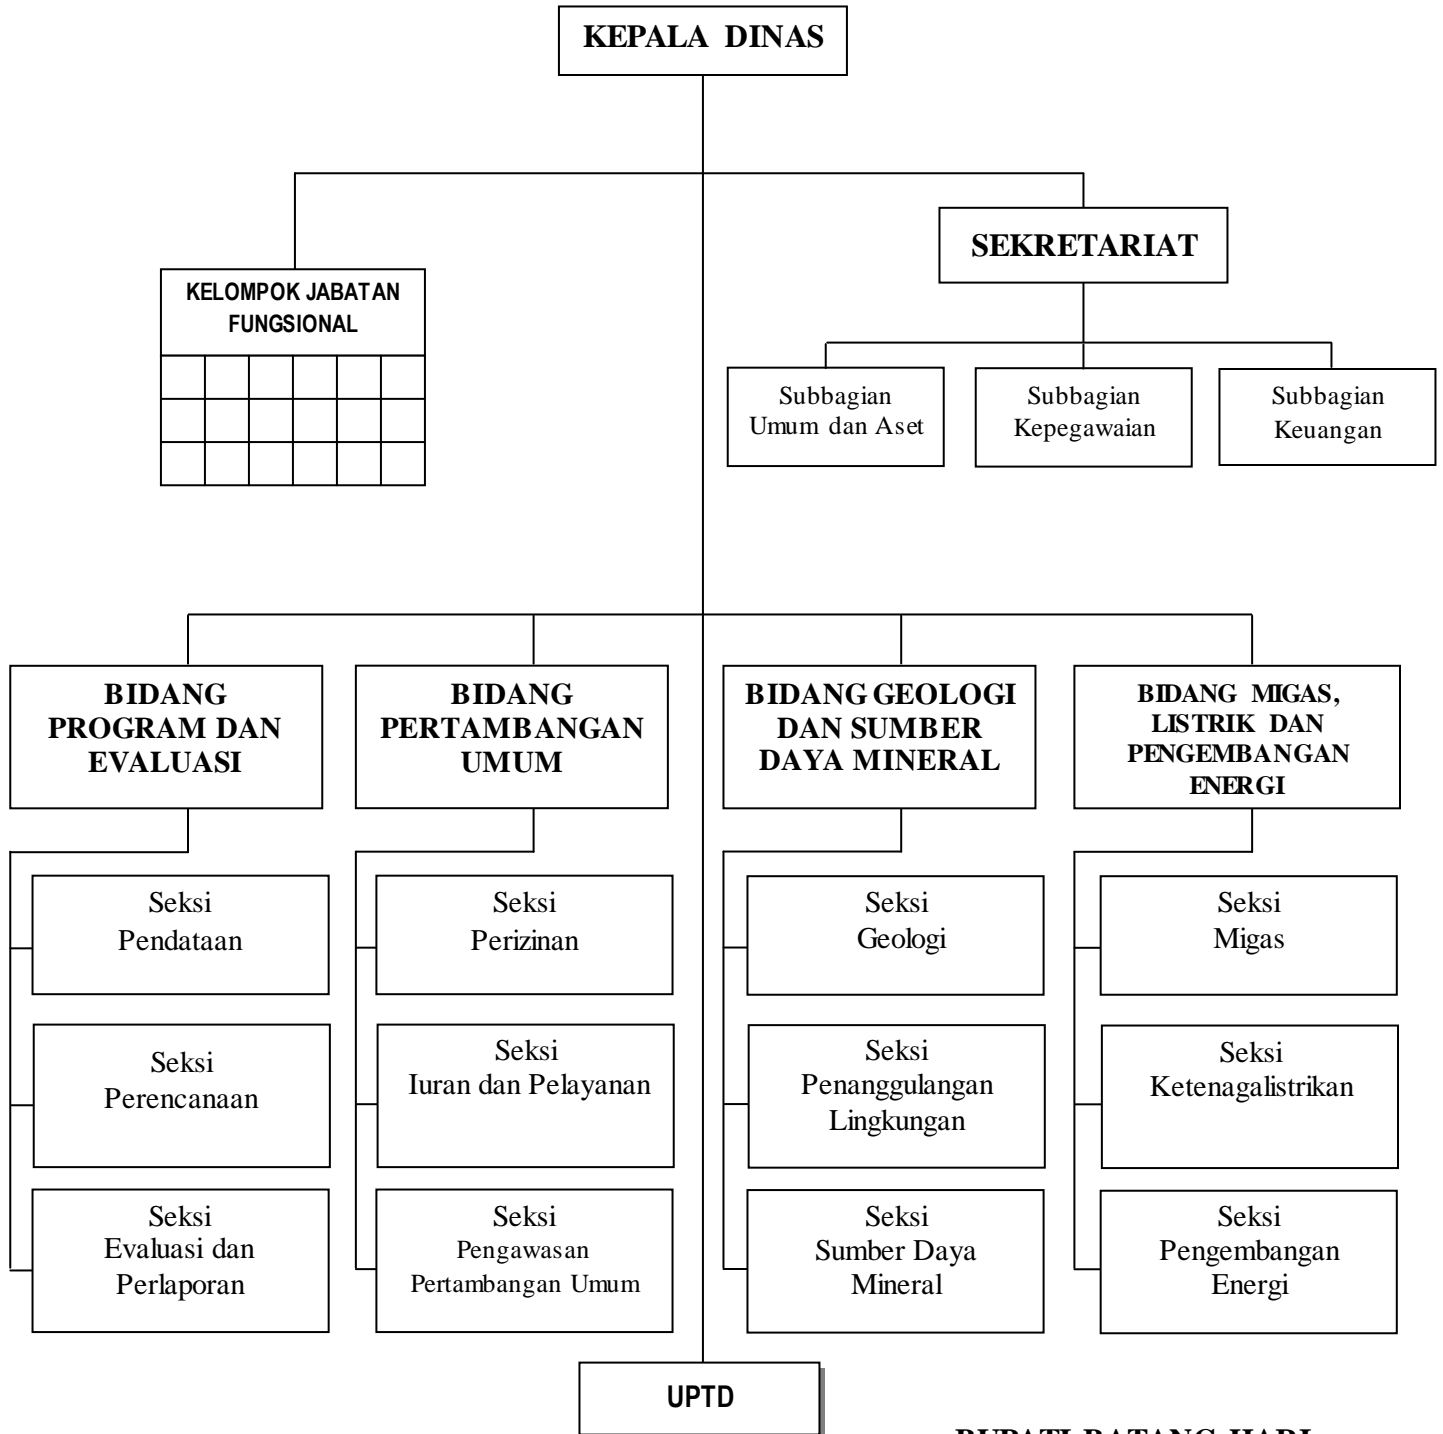 KEPALA DINAS
SEKRETARIAT
KELOMPOK JABATAN
FUNGSIONAL
Subbagian
Umum dan Aset
Subbagian
Kepegawaian
Subbagian
Keuangan
BIDANG
PROGRAM DAN
EVALUASI
BIDANG
PERTAMBANGAN
UMUM
BIDANG GEOLOGI
DAN SUMBER
DAYA MINERAL
BIDANG MIGAS,
LISTRIK DAN
PENGEMBANGAN
ENERGI
Seksi
Pendataan
Seksi
Perizinan
Seksi
Geologi
Seksi
Migas
Seksi
Perencanaan
Seksi
Iuran dan Pelayanan
Seksi
Penanggulangan
Lingkungan
Seksi
Ketenagalistrikan
Seksi
Evaluasi dan
Perlaporan
Seksi
Pengawasan
Pertambangan Umum
Seksi
Sumber Daya
Mineral
Seksi
Pengembangan
Energi
UPTD
BUPATI BATANG HARI